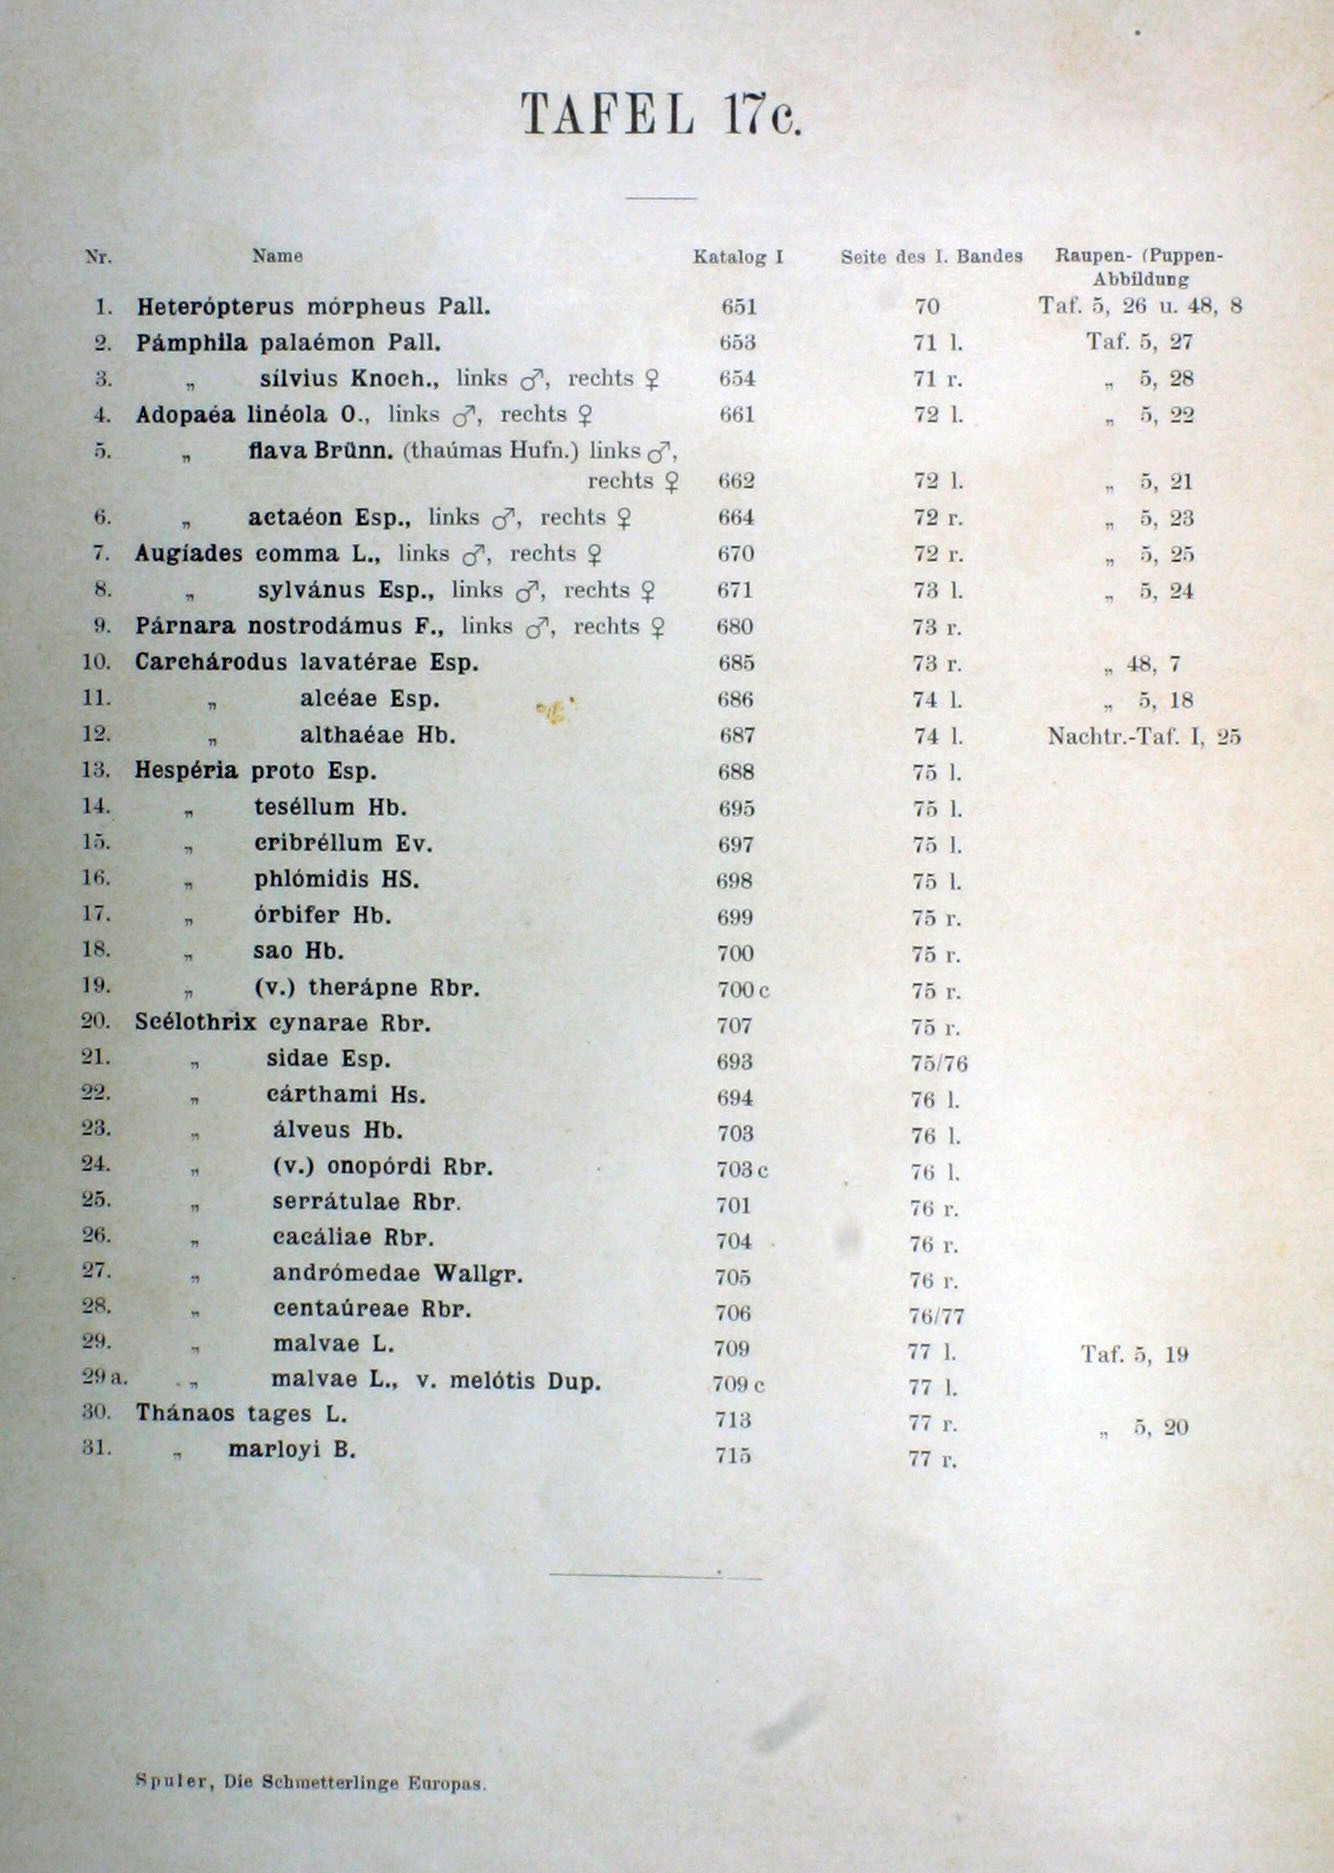 TAFEL 17c.
Nr. Name Katalog I Seite des I. Bandes Raupen- (Puppen-
Abbildung
1. Heterópterus mórpheus Pall. 651 70 Taf. 5, 26 u. 48, 8
2. Pámphila palaémon Pall. 653 71 l. Taf. 5, 27
3. „ sílvius Knoch., links ♂, rechts ♀ 654 71 r. „ 5, 28
4. Adopaéa linéola O., links ♂, rechts ♀ 661 72 l. „ 5, 22
5. „ flava Brünn. (thaúmas Hufn.) links ♂,
rechts ♀ 662 72 l. „ 5, 21
6. „ actaéon Esp., links ♂, rechts ♀ 664 72 r. „ 5, 23
7. Augíades comma L., links ♂, rechts ♀ 670 72 r. „ 5, 25
8. „ sylvánus Esp., links ♂, rechts ♀ 671 73 l. „ 5, 24
9. Párnara nostrodámus F., links ♂, rechts ♀ 680 73 r.
10. Carchárodus lavatérae Esp. 685 73 r. „ 48, 7
11. „ alcéae Esp. 686 74 l. „ 5, 18
12. „ althaéae Hb. 687 74 l. Nachtr.-Taf. I, 25
13. Hespéria proto Esp. 688 75 l.
14. „ teséllum Hb. 695 75 l.
15. „ cribréllum Ev. 697 75 l.
16. „ phlómidis HS. 698 75 l.
17. „ órbifer Hb. 699 75 r.
18. „ sao Hb. 700 75 r.
19. „ (v.) therápne Rbr. 700 c 75 r.
20. Scélothrix cynarae Rbr. 707 75 r.
21. „ sidae Esp. 693 75/76
22. „ cárthami Hs. 694 76 l.
23. „ álveus Hb. 703 76 l.
24. „ (v.) onopórdi Rbr. 703 c 76 l.
25. „ serrátulae Rbr. 701 76 r.
26. „ cacáliae Rbr. 704 76 r.
27. „ andrómedae Wallgr. 705 76 r.
28. „ centaúreae Rbr. 706 76/77
29. „ malvae L. 709 77 l. Taf. 5, 19
29 a. „ malvae L., v. melótis Dup. 709 c 77 l.
30. Thánaos tages L. 713 77 r. „ 5, 20
31. „ marloyi B. 715 77 r.
Spuler, Die Schmetterlinge Europas.